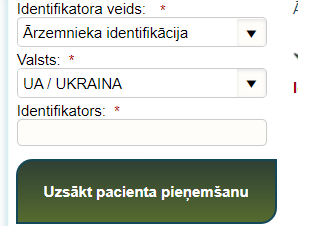 Identifikatora veids: *
Ārzemnieka identifikācija
Valsts: *
UA / UKRAINA
Identifikators: *
Uzsākt pacienta pieņemšanu